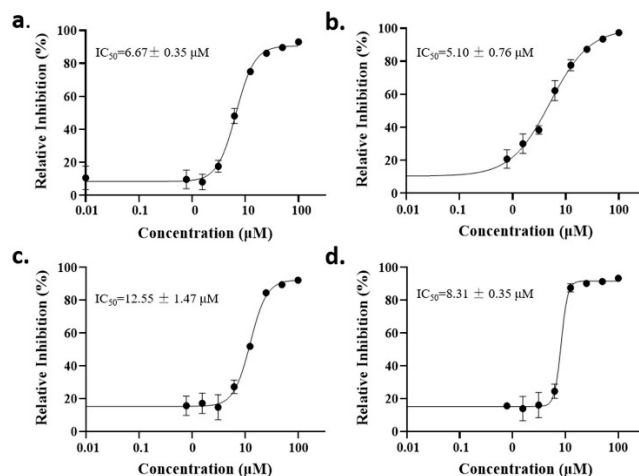 a.
IC50=6.67± 0.35 μM
Relative Inhibition (%)
100
80
60
40
20
0
0.01
0.1
0
10
100
Concentration (μM)
b.
IC50=5.10 ± 0.76 μM
Relative Inhibition (%)
100
80
60
40
20
0
0.01
0.1
0
10
100
Concentration (μM)
c.
IC50=12.55 ± 1.47 μM
Relative Inhibition (%)
100
80
60
40
20
0
0.01
0.1
0
10
100
Concentration (μM)
d.
IC50=8.31 ± 0.35 μM
Relative Inhibition (%)
100
80
60
40
20
0
0.01
0.1
0
10
100
Concentration (μM)